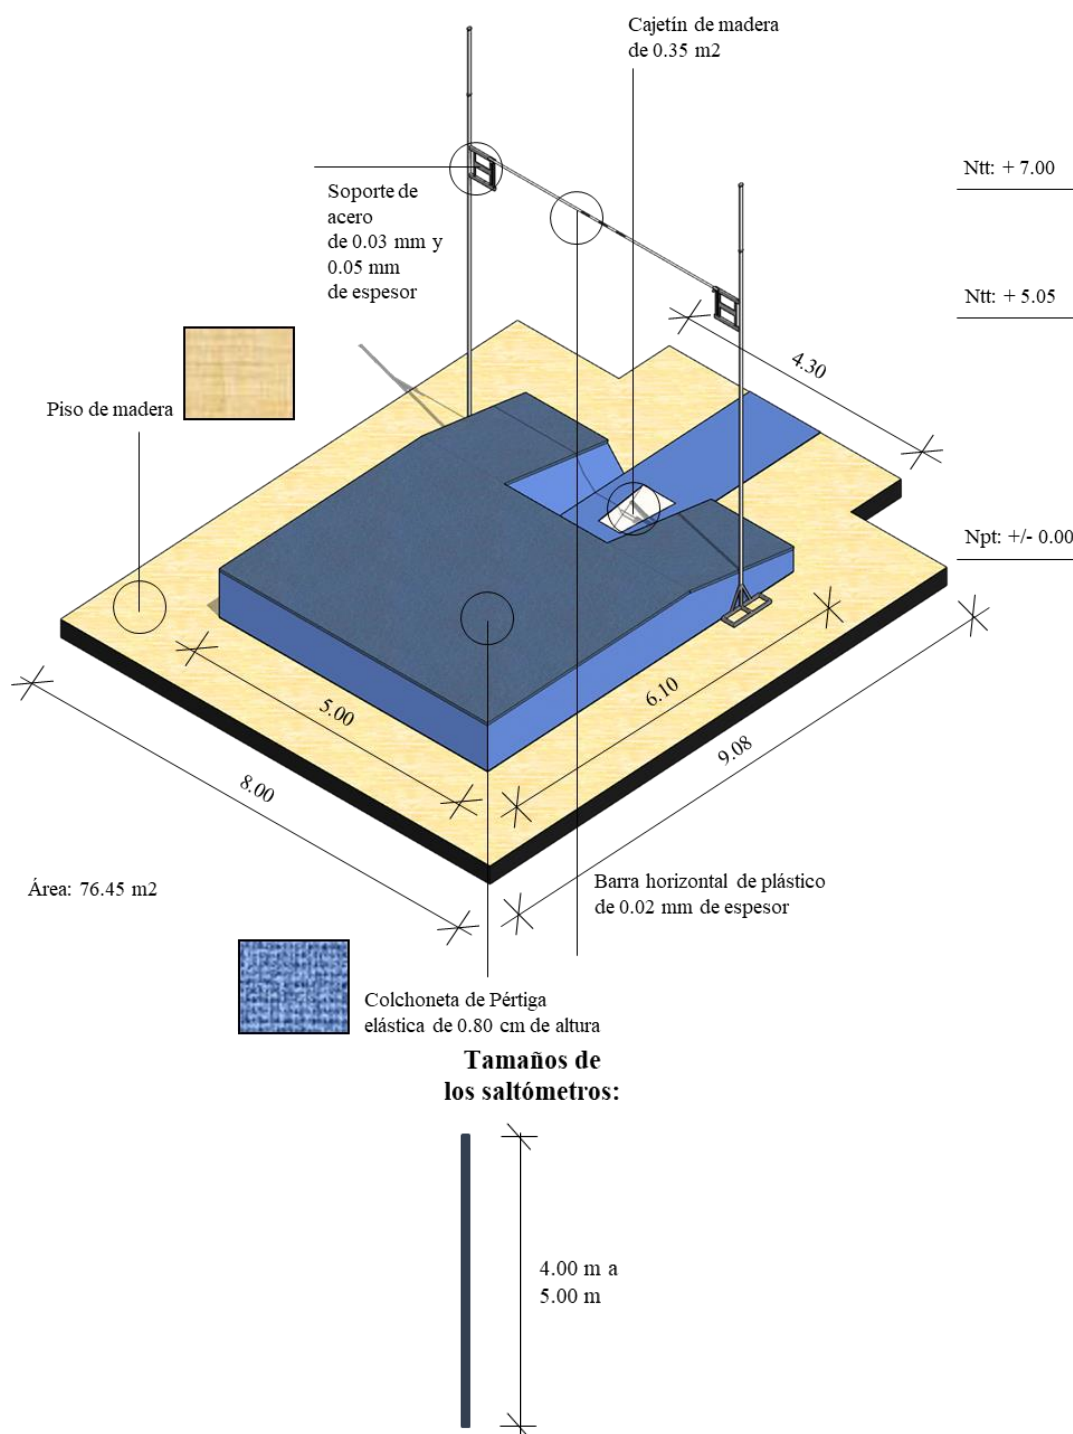 Cajetín de madera
de 0.35 m2
Ntt: + 7.00
Soporte de
acero
de 0.03 mm y
0.05 mm
de espesor
Ntt: + 5.05
4.30
Piso de madera
Npt: +/- 0.00
6.10
5.00
9.08
8.00
Área: 76.45 m2
Barra horizontal de plástico
de 0.02 mm de espesor
Colchoneta de Pértiga
elástica de 0.80 cm de altura
Tamaños de
los saltómetros:
4.00 m a
5.00 m